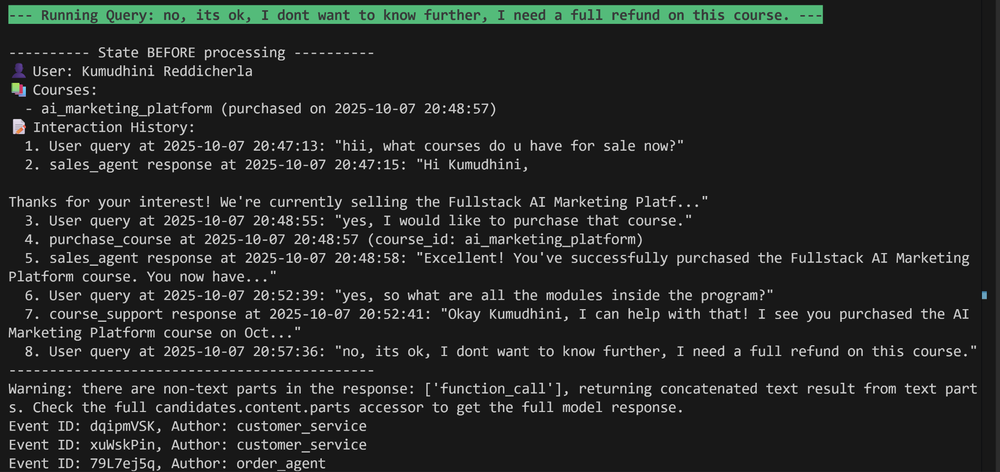 --- Running Query: no, its ok, I dont want to know further, I need a full refund on this course. ---
---------- State BEFORE processing ----------
👤 User: Kumudhini Reddicherla
📚 Courses:
- ai_marketing_platform (purchased on 2025-10-07 20:48:57)
📝 Interaction History:
1. User query at 2025-10-07 20:47:13: "hii, what courses do u have for sale now?"
2. sales_agent response at 2025-10-07 20:47:15: "Hi Kumudhini,
Thanks for your interest! We're currently selling the Fullstack AI Marketing Platf..."
3. User query at 2025-10-07 20:48:55: "yes, I would like to purchase that course."
4. purchase_course at 2025-10-07 20:48:57 (course_id: ai_marketing_platform)
5. sales_agent response at 2025-10-07 20:48:58: "Excellent! You've successfully purchased the Fullstack AI Marketing
Platform course. You now have..."
6. User query at 2025-10-07 20:52:39: "yes, so what are all the modules inside the program?"
7. course_support response at 2025-10-07 20:52:41: "Okay Kumudhini, I can help with that! I see you purchased the AI
Marketing Platform course on Oct..."
8. User query at 2025-10-07 20:57:36: "no, its ok, I dont want to know further, I need a full refund on this course."
---------------------------------------------
Warning: there are non-text parts in the response: ['function_call'], returning concatenated text result from text part
s. Check the full candidates.content.parts accessor to get the full model response.
Event ID: dqipmVSK, Author: customer_service
Event ID: xuWskPin, Author: customer_service
Event ID: 79L7ej5q, Author: order_agent